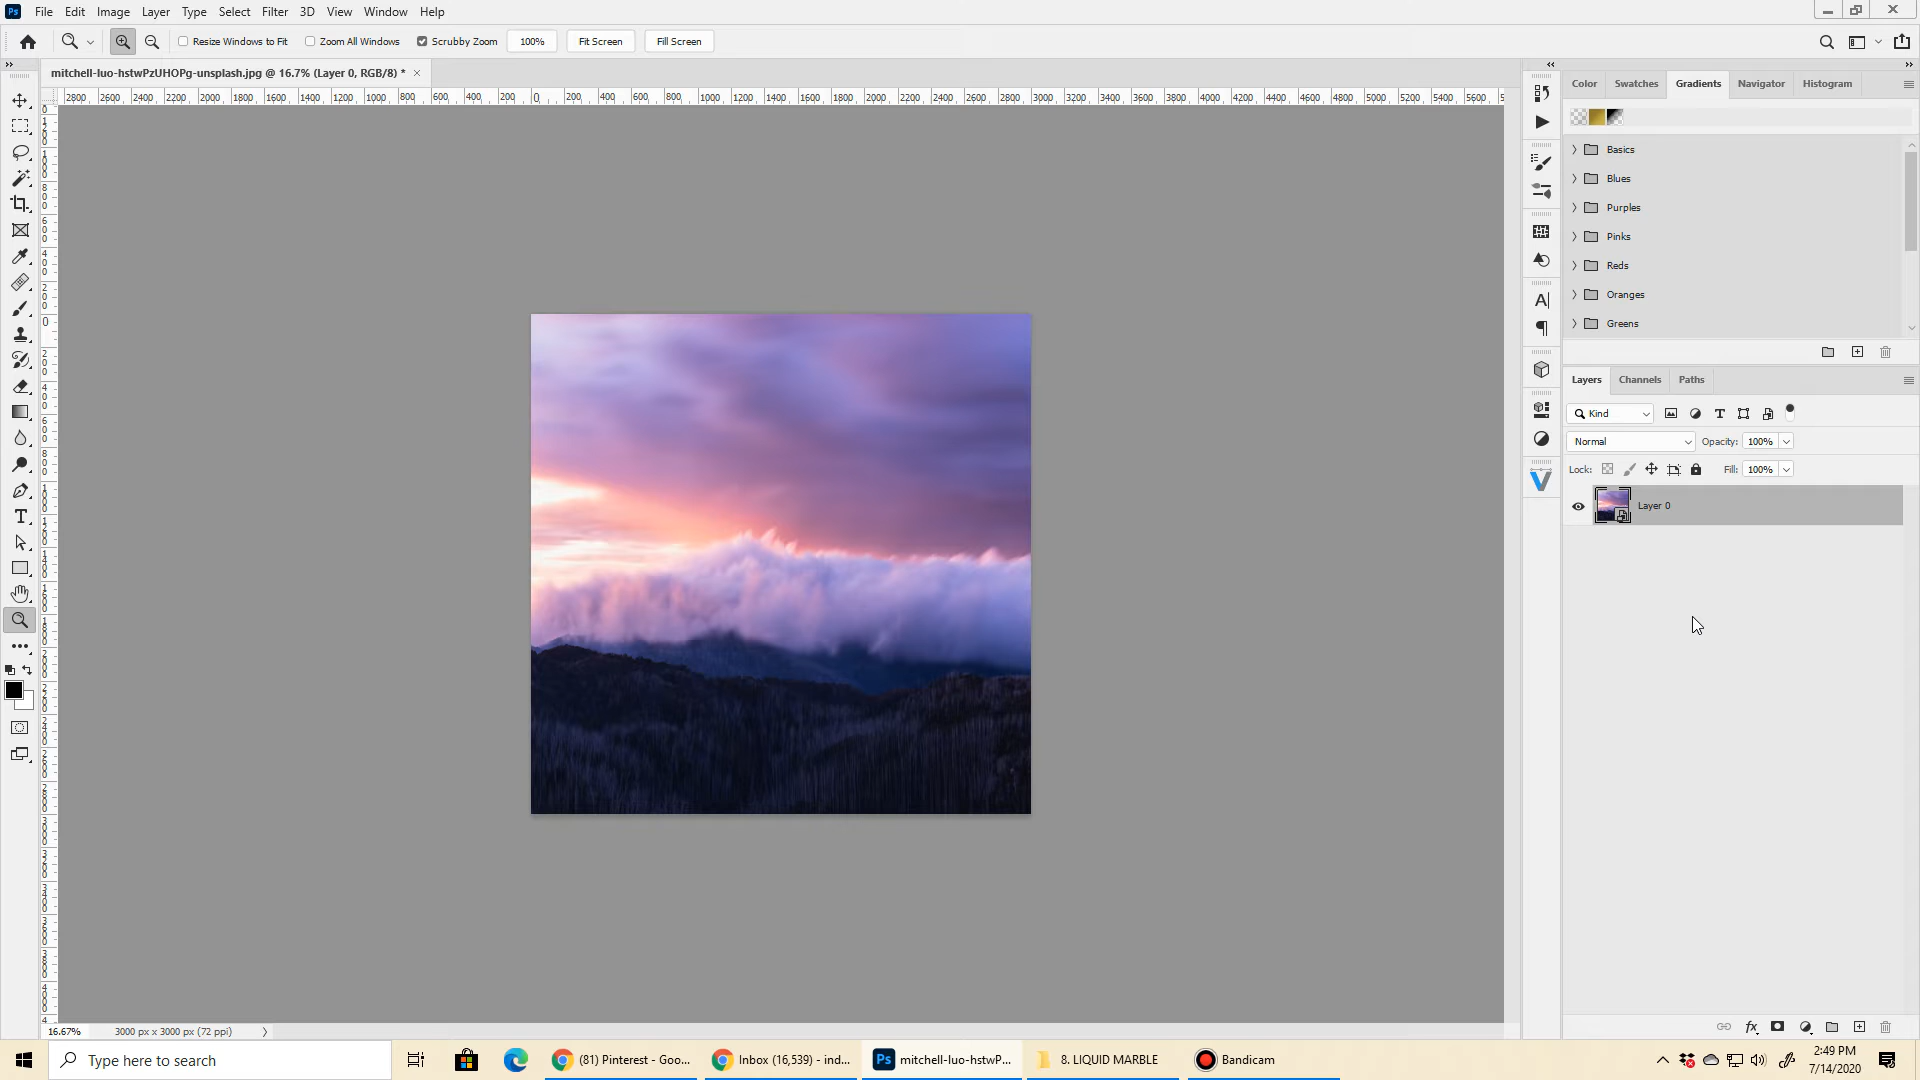 Ps File Edit Image Layer Type Select Filter 3D View Window Help
Resize Windows to Fit Zoom All Windows Scrubby Zoom 100% Fit Screen Fill Screen
mitchell-luo-hstwPzUHOPg-unsplash.jpg @ 16.7% (Layer 0, RGB/8) *
2800 2600 2400 2200 2000 1800 1600 1400 1200 1000 800 600 400 200 0 200 400 600 800 1000 1200 1400 1600 1800 2000 2200 2400 2600 2800 3000 3200 3400 3600 3800 4000 4200 4400 4600 4800 5000 5200 5400 5600
Color Swatches Gradients Navigator Histogram
Basics
Blues
Purples
Pinks
Reds
Oranges
Greens
Layers Channels Paths
Kind
Normal Opacity: 100%
Lock: Fill: 100%
Layer 0
16.67% 3000 px x 3000 px (72 ppi)
Type here to search
(81) Pinterest - Goo...
Inbox (16,539) - ind...
Ps mitchell-luo-hstwP...
8. LIQUID MARBLE
Bandicam
2:49 PM
7/14/2020